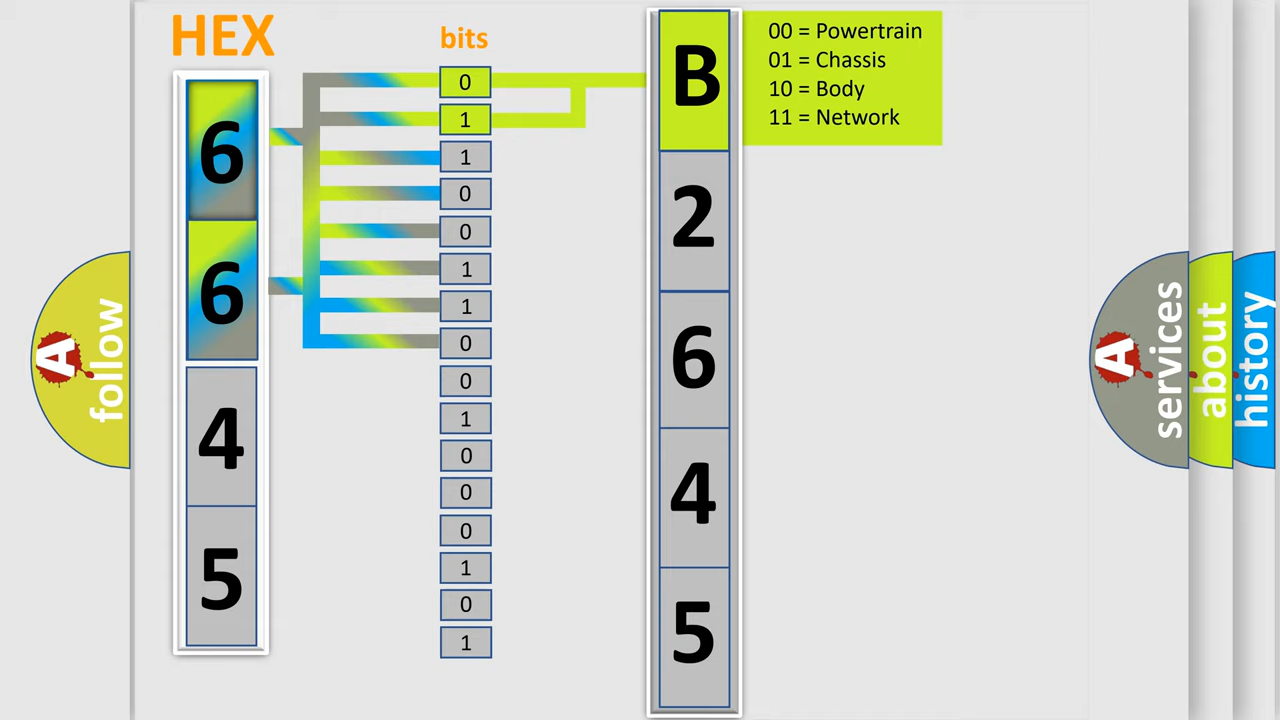 HEX
bits
6
6
4
5
0
1
1
0
0
1
1
0
0
1
0
0
0
1
0
1
B
2
6
4
5
00 = Powertrain
01 = Chassis
10 = Body
11 = Network
A
follow
A
services
about
history